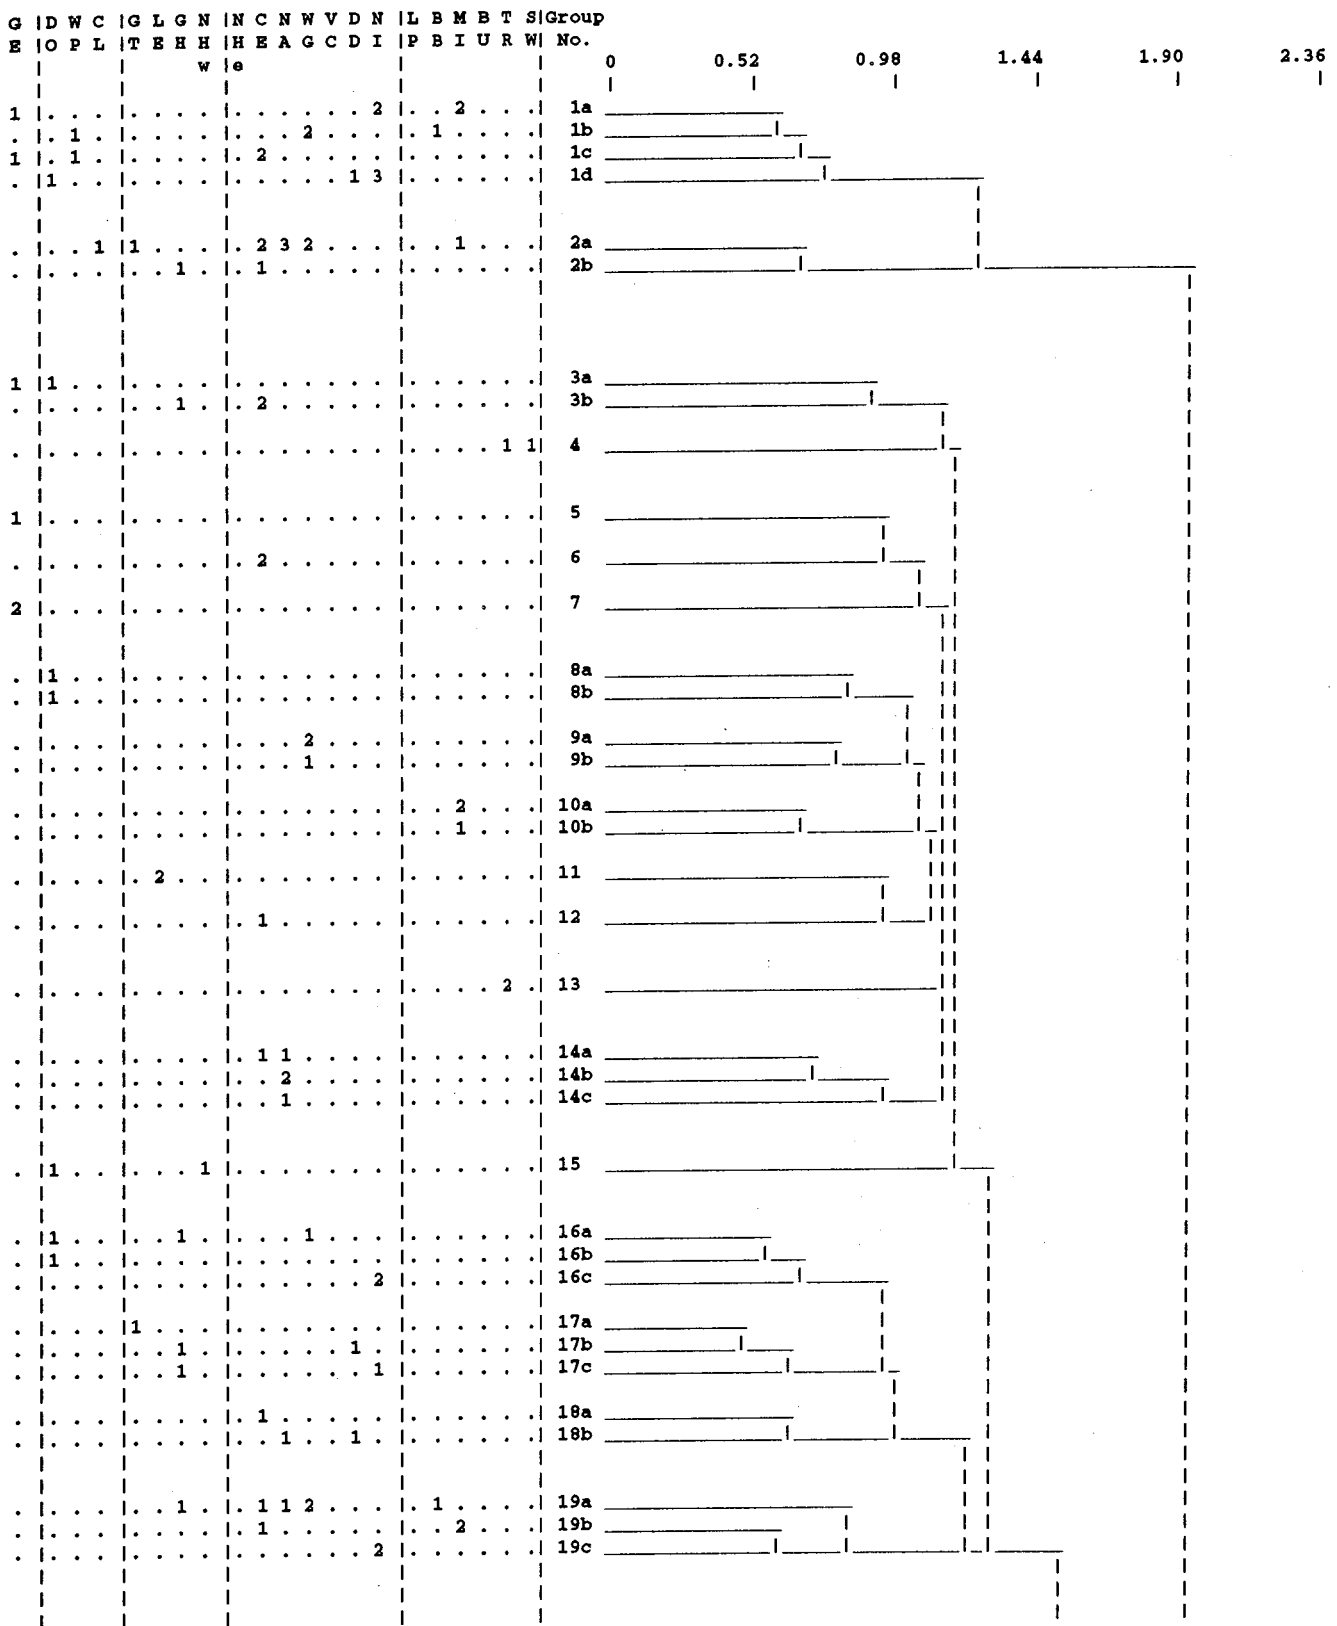 G |D W C |G L G N |N C N W V D N |L B M B T S|Group
E |O P L |T E H H |H E A G C D I |P B I U R W| No.
w |e 0 0.52 0.98 1.44 1.90 2.36
1 |. . . |. . . . |. . . . . . 2 |. . 2 . . .| 1a
. |. 1 . |. . . . |. . . 2 . . . |. 1 . . . .| 1b
1 |. 1 . |. . . . |. 2 . . . . . |. . . . . .| 1c
. |1 . . |. . . . |. . . . . 1 3 |. . . . . .| 1d
. |. . 1 |1 . . . |. 2 3 2 . . . |. . 1 . . .| 2a
. |. . . |. . 1 . |. 1 . . . . . |. . . . . .| 2b
1 |1 . . |. . . . |. . . . . . . |. . . . . .| 3a
. |. . . |. . 1 . |. 2 . . . . . |. . . . . .| 3b
. |. . . |. . . . |. . . . . . . |. . . . 1 1| 4
1 |. . . |. . . . |. . . . . . . |. . . . . .| 5
. |. . . |. . . . |. 2 . . . . . |. . . . . .| 6
2 |. . . |. . . . |. . . . . . . |. . . . . .| 7
. |1 . . |. . . . |. . . . . . . |. . . . . .| 8a
. |1 . . |. . . . |. . . . . . . |. . . . . .| 8b
. |. . . |. . . . |. . . 2 . . . |. . . . . .| 9a
. |. . . |. . . . |. . . 1 . . . |. . . . . .| 9b
. |. . . |. . . . |. . . . . . . |. . 2 . . .| 10a
. |. . . |. . . . |. . . . . . . |. . 1 . . .| 10b
. |. . . |. 2 . . |. . . . . . . |. . . . . .| 11
. |. . . |. . . . |. 1 . . . . . |. . . . . .| 12
. |. . . |. . . . |. . . . . . . |. . . . 2 .| 13
. |. . . |. . . . |. 1 1 . . . . |. . . . . .| 14a
. |. . . |. . . . |. . 2 . . . . |. . . . . .| 14b
. |. . . |. . . . |. . 1 . . . . |. . . . . .| 14c
. |1 . . |. . . 1 |. . . . . . . |. . . . . .| 15
. |1 . . |. . 1 . |. . . 1 . . . |. . . . . .| 16a
. |1 . . |. . . . |. . . . . . . |. . . . . .| 16b
. |. . . |. . . . |. . . . . . 2 |. . . . . .| 16c
. |. . . |1 . . . |. . . . . . . |. . . . . .| 17a
. |. . . |. . 1 . |. . . . . 1 . |. . . . . .| 17b
. |. . . |. . 1 . |. . . . . . 1 |. . . . . .| 17c
. |. . . |. . . . |. 1 . . . . . |. . . . . .| 18a
. |. . . |. . . . |. . 1 . . 1 . |. . . . . .| 18b
. |. . . |. . 1 . |. 1 1 2 . . . |. 1 . . . .| 19a
. |. . . |. . . . |. 1 . . . . . |. . 2 . . .| 19b
. |. . . |. . . . |. . . . . . 2 |. . . . . .| 19c